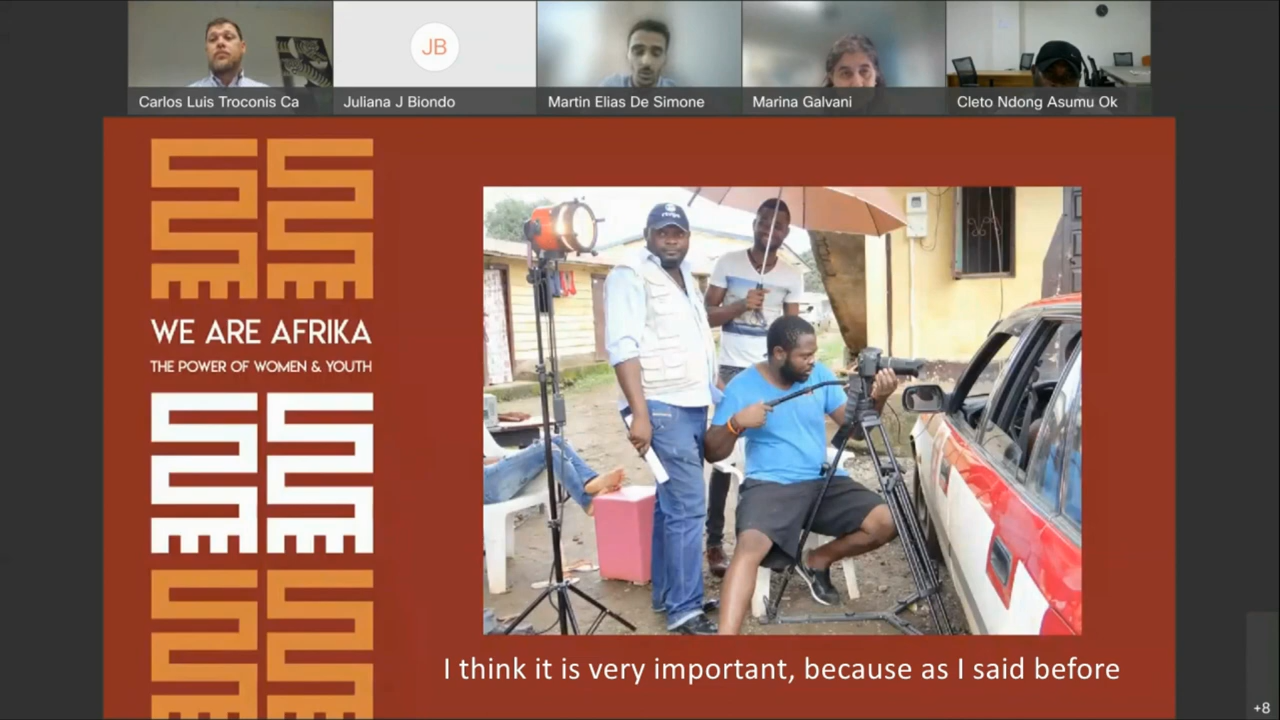 Carlos Luis Troconis Ca
JB
Juliana J Biondo
Martin Elias De Simone
Marina Galvani
Cleto Ndong Asumu Ok
WE ARE AFRIKA
THE POWER OF WOMEN & YOUTH
I think it is very important, because as I said before
+8